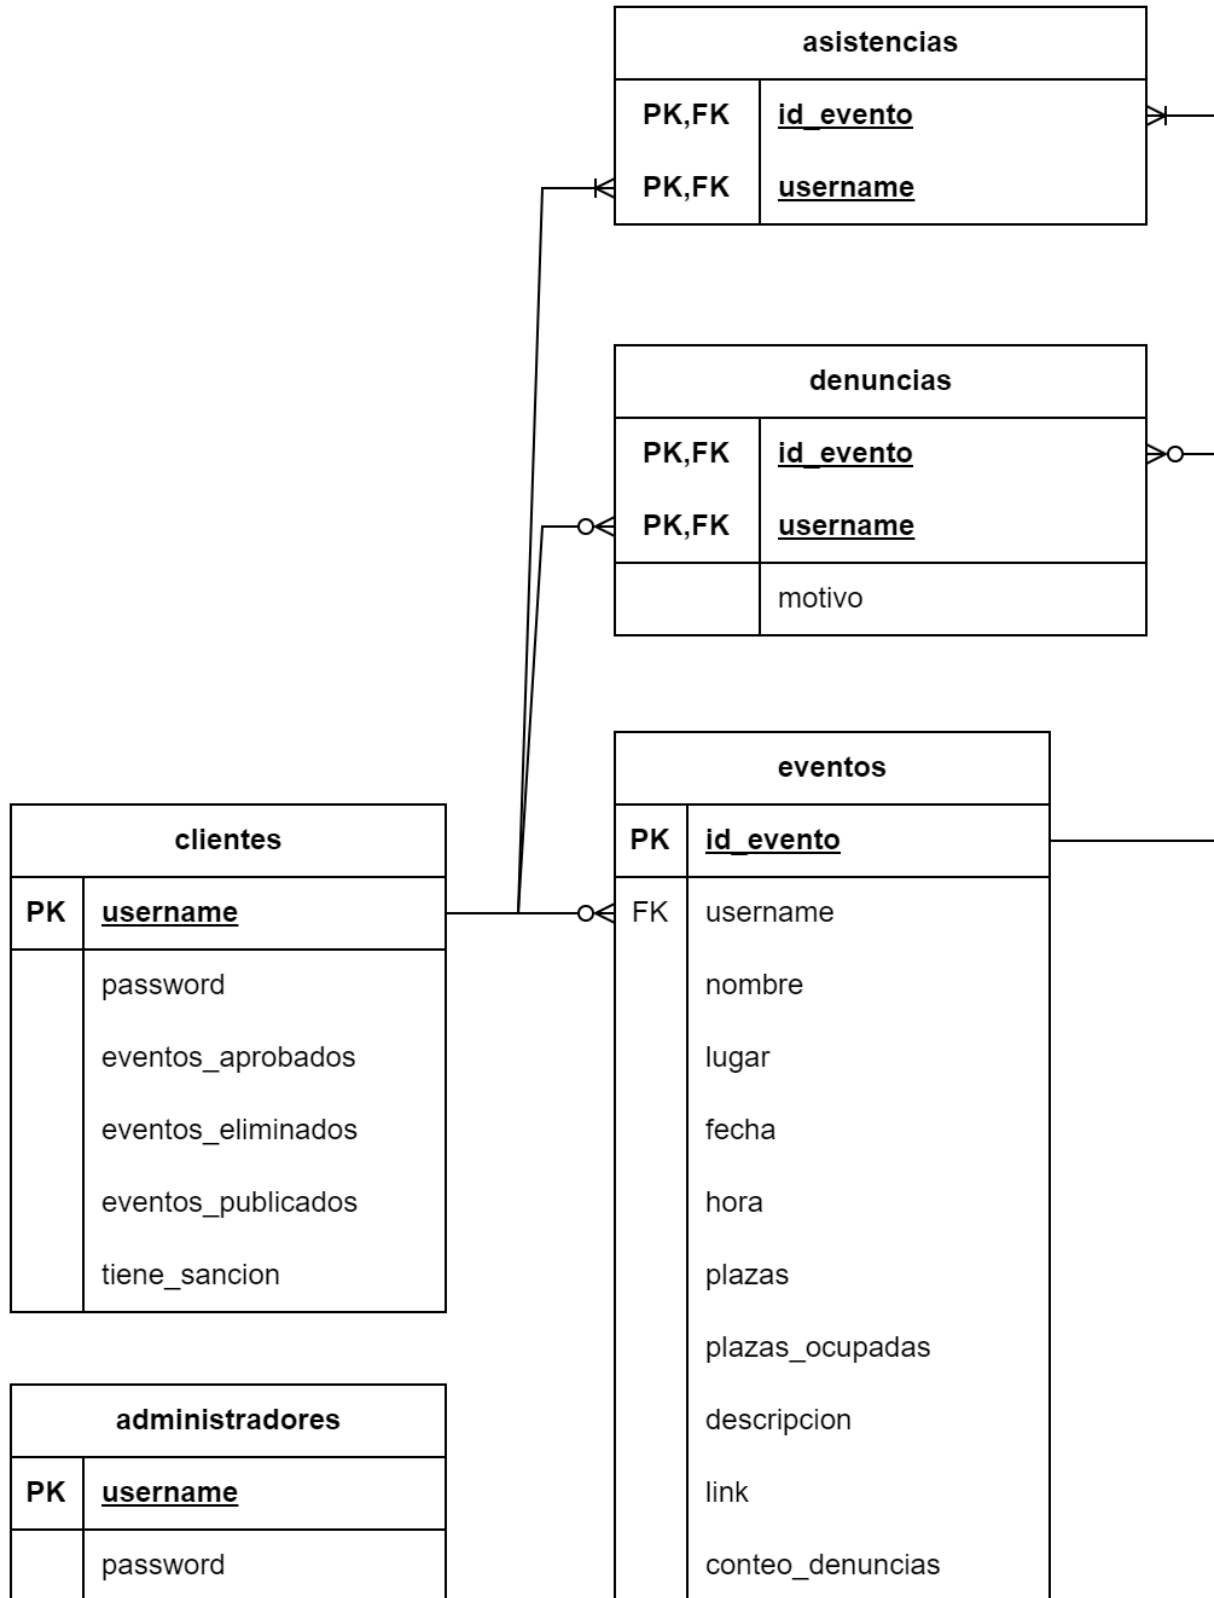 asistencias
PK,FK id_evento
PK,FK username
denuncias
PK,FK id_evento
PK,FK username
motivo
clientes
PK username
password
eventos_aprobados
eventos_eliminados
eventos_publicados
tiene_sancion
administradores
PK username
password
eventos
PK id_evento
FK username
nombre
lugar
fecha
hora
plazas
plazas_ocupadas
descripcion
link
conteo_denuncias